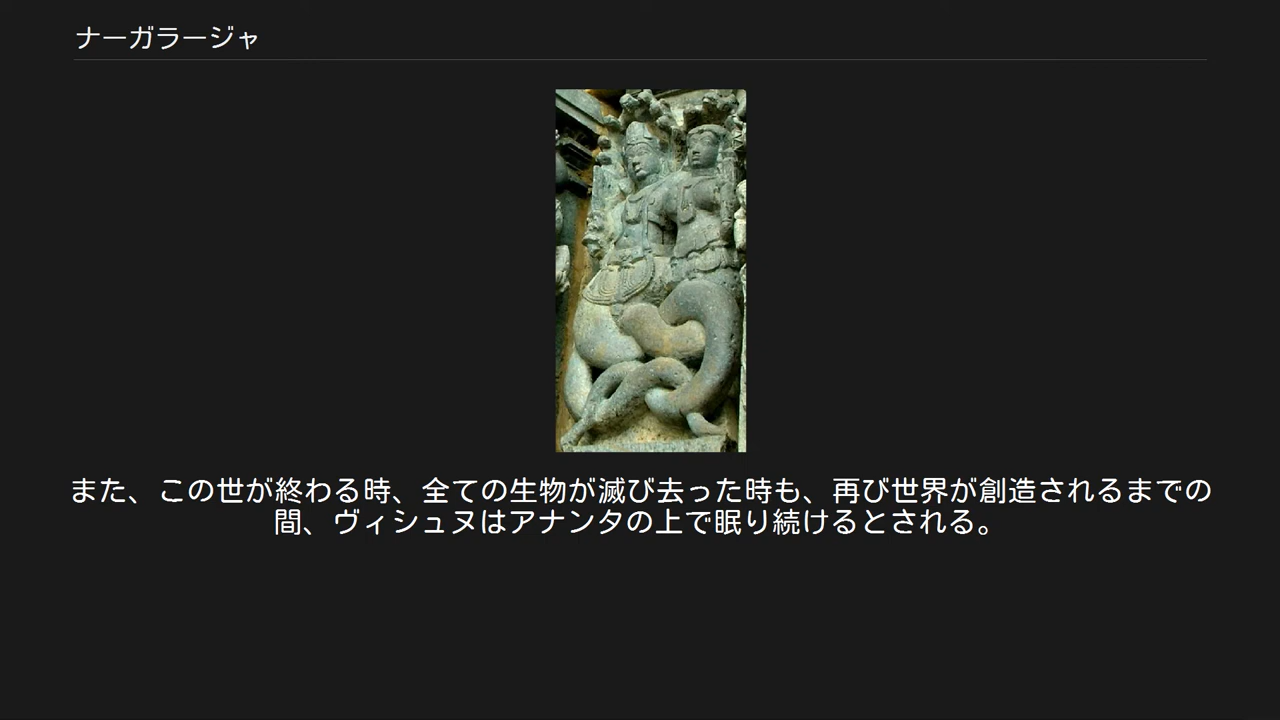 ナーガラージャ
また、この世が終わる時、全ての生物が滅び去った時も、再び世界が創造されるまでの
間、ヴィシュヌはアナンタの上で眠り続けるとされる。